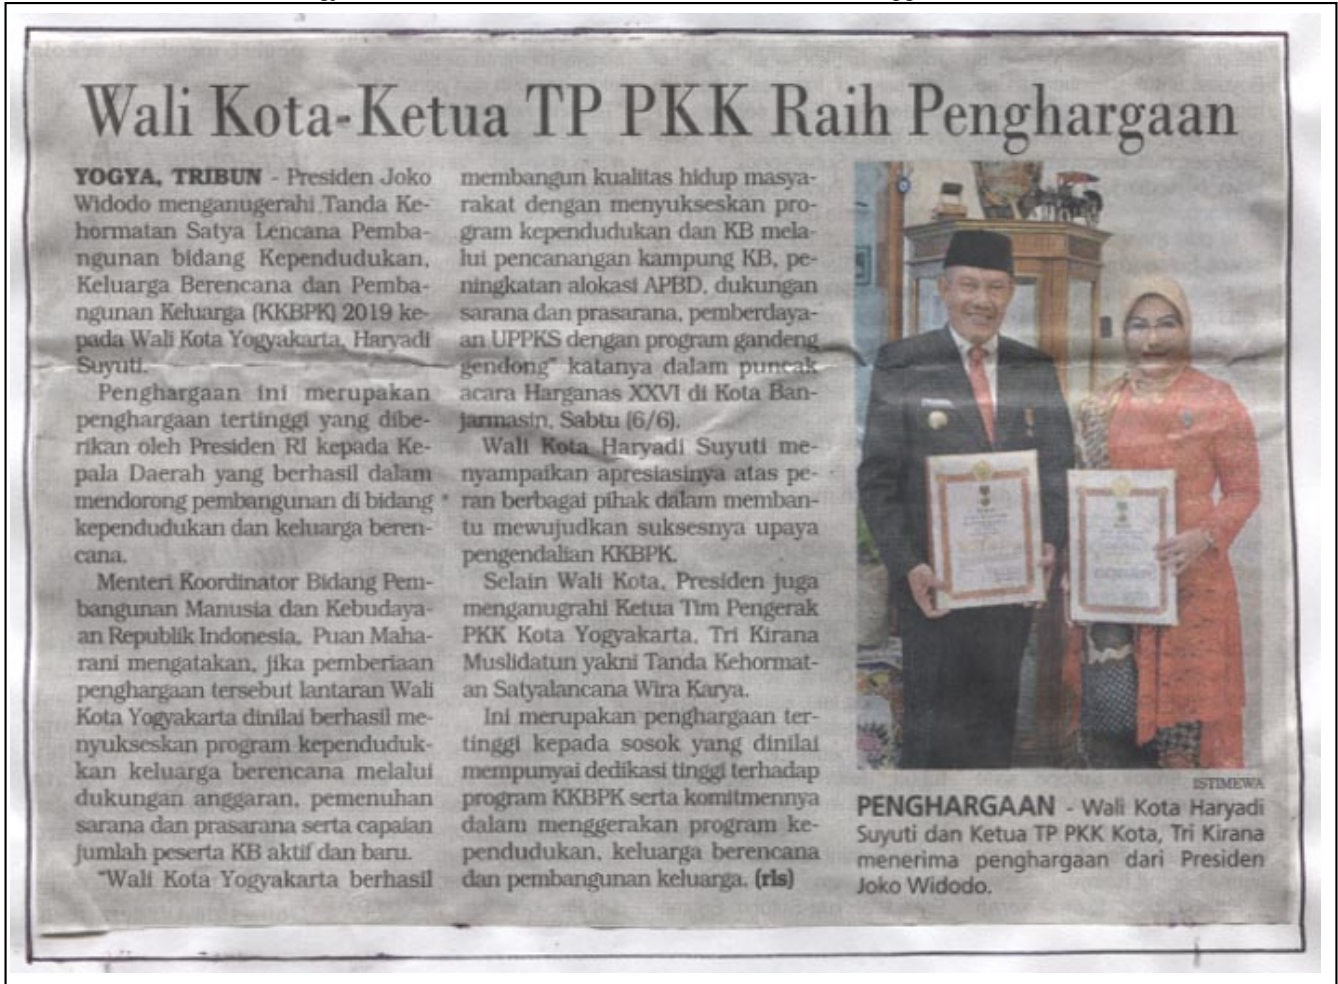 Wali Kota-Ketua TP PKK Raih Penghargaan
YOGYA, TRIBUN - Presiden Joko
Widodo menganugerahi Tanda Ke-
hormatan Satya Lencana Pemba-
ngunan bidang Kependudukan,
Keluarga Berencana dan Pemba-
ngunan Keluarga (KKBPK) 2019 ke-
pada Wali Kota Yogyakarta, Haryadi
Suyuti.
Penghargaan ini merupakan
penghargaan tertinggi yang dibe-
rikan oleh Presiden RI kepada Ke-
pala Daerah yang berhasil dalam
mendorong pembangunan di bidang
kependudukan dan keluarga beren-
cana.
Menteri Koordinator Bidang Pem-
bangunan Manusia dan Kebudaya-
an Republik Indonesia, Puan Maha-
rani mengatakan, jika pemberiaan
penghargaan tersebut lantaran Wali
Kota Yogyakarta dinilai berhasil me-
nyukseskan program kependuduk-
kan keluarga berencana melalui
dukungan anggaran, pemenuhan
sarana dan prasarana serta capaian
jumlah peserta KB aktif dan baru.
"Wali Kota Yogyakarta berhasil
membangun kualitas hidup masya-
rakat dengan menyukseskan pro-
gram kependudukan dan KB mela-
lui pencanangan kampung KB, pe-
ningkatan alokasi APBD, dukungan
sarana dan prasarana, pemberdaya-
an UPPKS dengan program gandeng
gendong" katanya dalam puncak
acara Harganas XXVI di Kota Ban-
jarmasin, Sabtu (6/6).
Wali Kota Haryadi Suyuti me-
nyampaikan apresiasinya atas pe-
ran berbagai pihak dalam memban-
tu mewujudkan suksesnya upaya
pengendalian KKBPK.
Selain Wali Kota, Presiden juga
menganugrahi Ketua Tim Pengerak
PKK Kota Yogyakarta, Tri Kirana
Muslidatun yakni Tanda Kehormat-
an Satyalancana Wira Karya.
Ini merupakan penghargaan ter-
tinggi kepada sosok yang dinilai
mempunyai dedikasi tinggi terhadap
program KKBPK serta komitmennya
dalam menggerakan program ke-
pendudukan, keluarga berencana
dan pembangunan keluarga. (rls)
ISTIMEWA
PENGHARGAAN - Wali Kota Haryadi
Suyuti dan Ketua TP PKK Kota, Tri Kirana
menerima penghargaan dari Presiden
Joko Widodo.